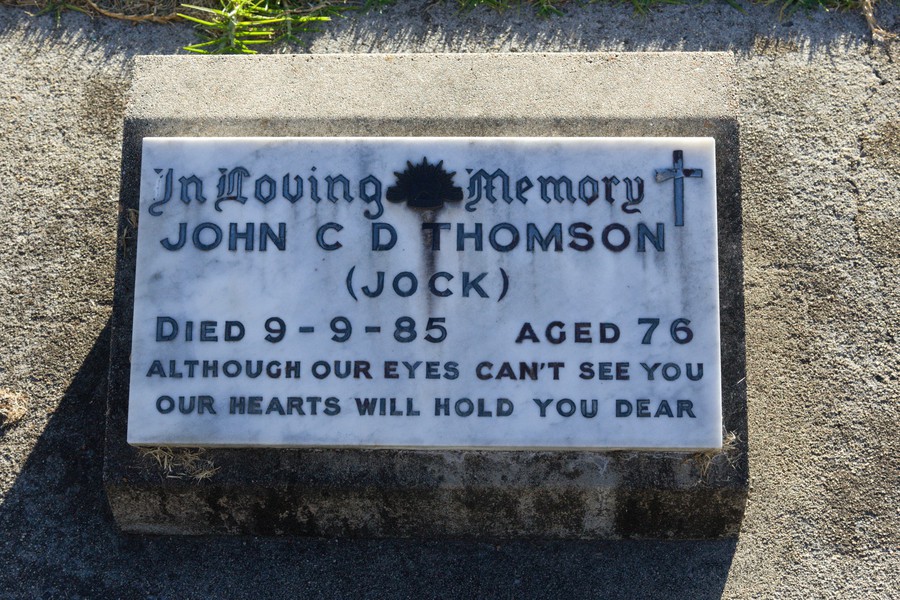 In Loving Memory
JOHN C D THOMSON
(JOCK)
DIED 9-9-85 AGED 76
ALTHOUGH OUR EYES CAN'T SEE YOU
OUR HEARTS WILL HOLD YOU DEAR